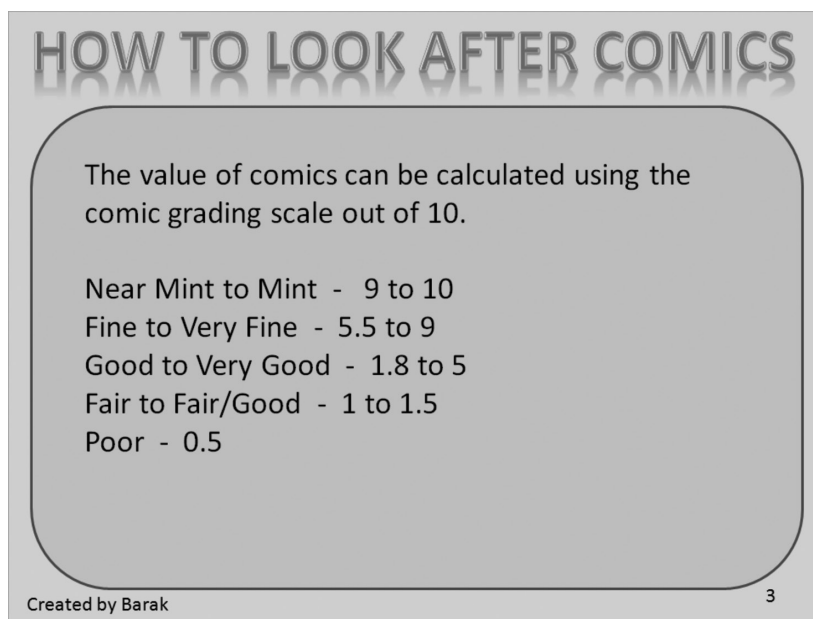 HOW TO LOOK AFTER COMICS
The value of comics can be calculated using the
comic grading scale out of 10.
Near Mint to Mint - 9 to 10
Fine to Very Fine - 5.5 to 9
Good to Very Good - 1.8 to 5
Fair to Fair/Good - 1 to 1.5
Poor - 0.5
Created by Barak
3